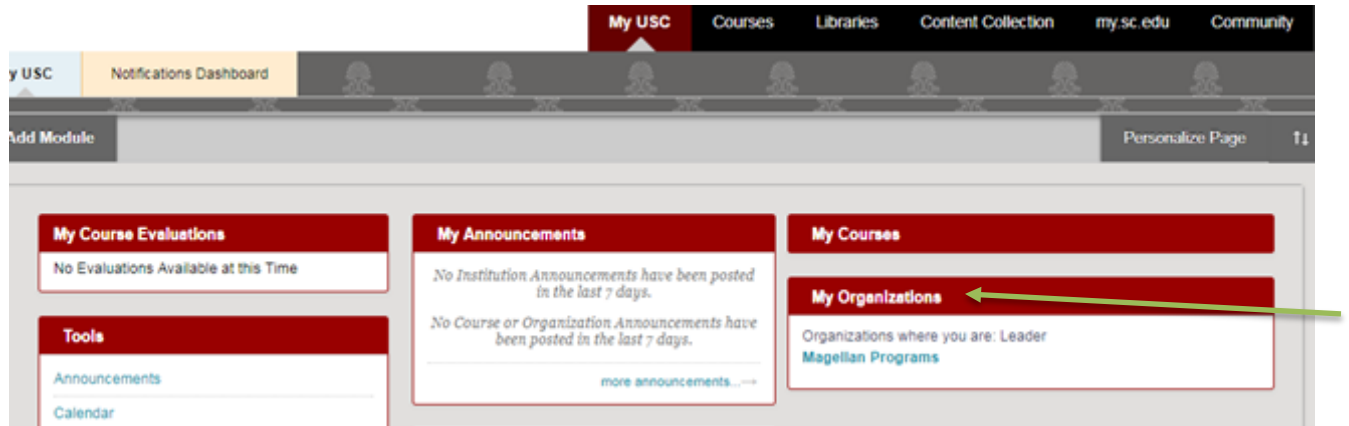 My USC Courses Libraries Content Collection my.sc.edu Community
y USC Notifications Dashboard
Add Module Personalize Page
My Course Evaluations
No Evaluations Available at this Time
Tools
Announcements
Calendar
My Announcements
No Institution Announcements have been posted
in the last 7 days.
No Course or Organization Announcements have
been posted in the last 7 days.
more announcements...→
My Courses
My Organizations
Organizations where you are: Leader
Magellan Programs